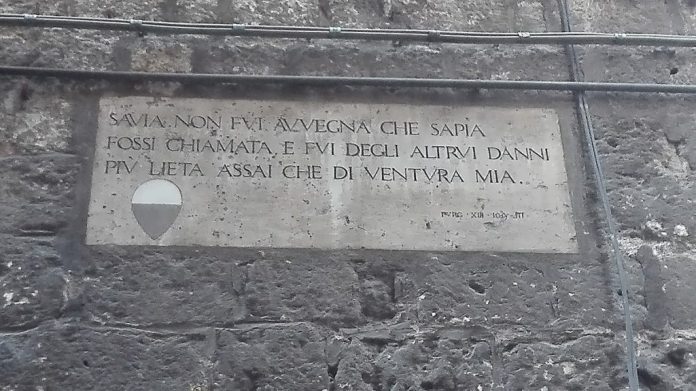 SAVIA NON FVI AVVEGNA CHE SAPIA
FOSSI CHIAMATA E FVI DEGLI ALTRVI DANNI
PIV LIETA ASSAI CHE DI VENTVRA MIA
PVRG · XIII · 109-111